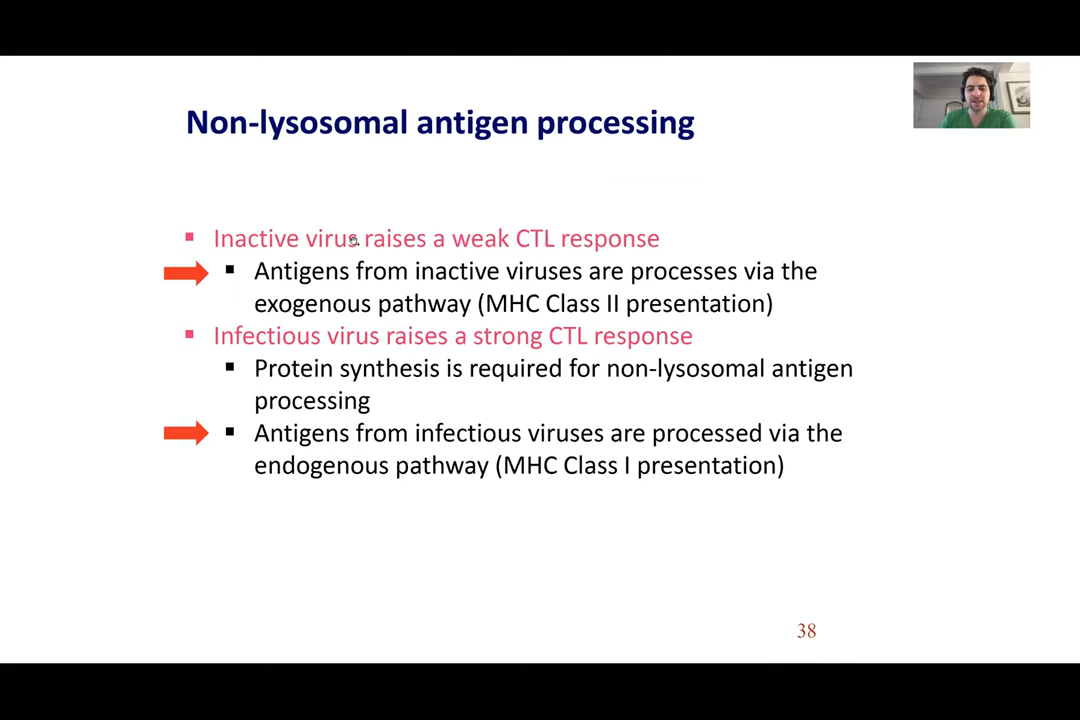 Non-lysosomal antigen processing
▪ Inactive virus raises a weak CTL response
▪ Antigens from inactive viruses are processes via the
exogenous pathway (MHC Class II presentation)
▪ Infectious virus raises a strong CTL response
▪ Protein synthesis is required for non-lysosomal antigen
processing
▪ Antigens from infectious viruses are processed via the
endogenous pathway (MHC Class I presentation)
38